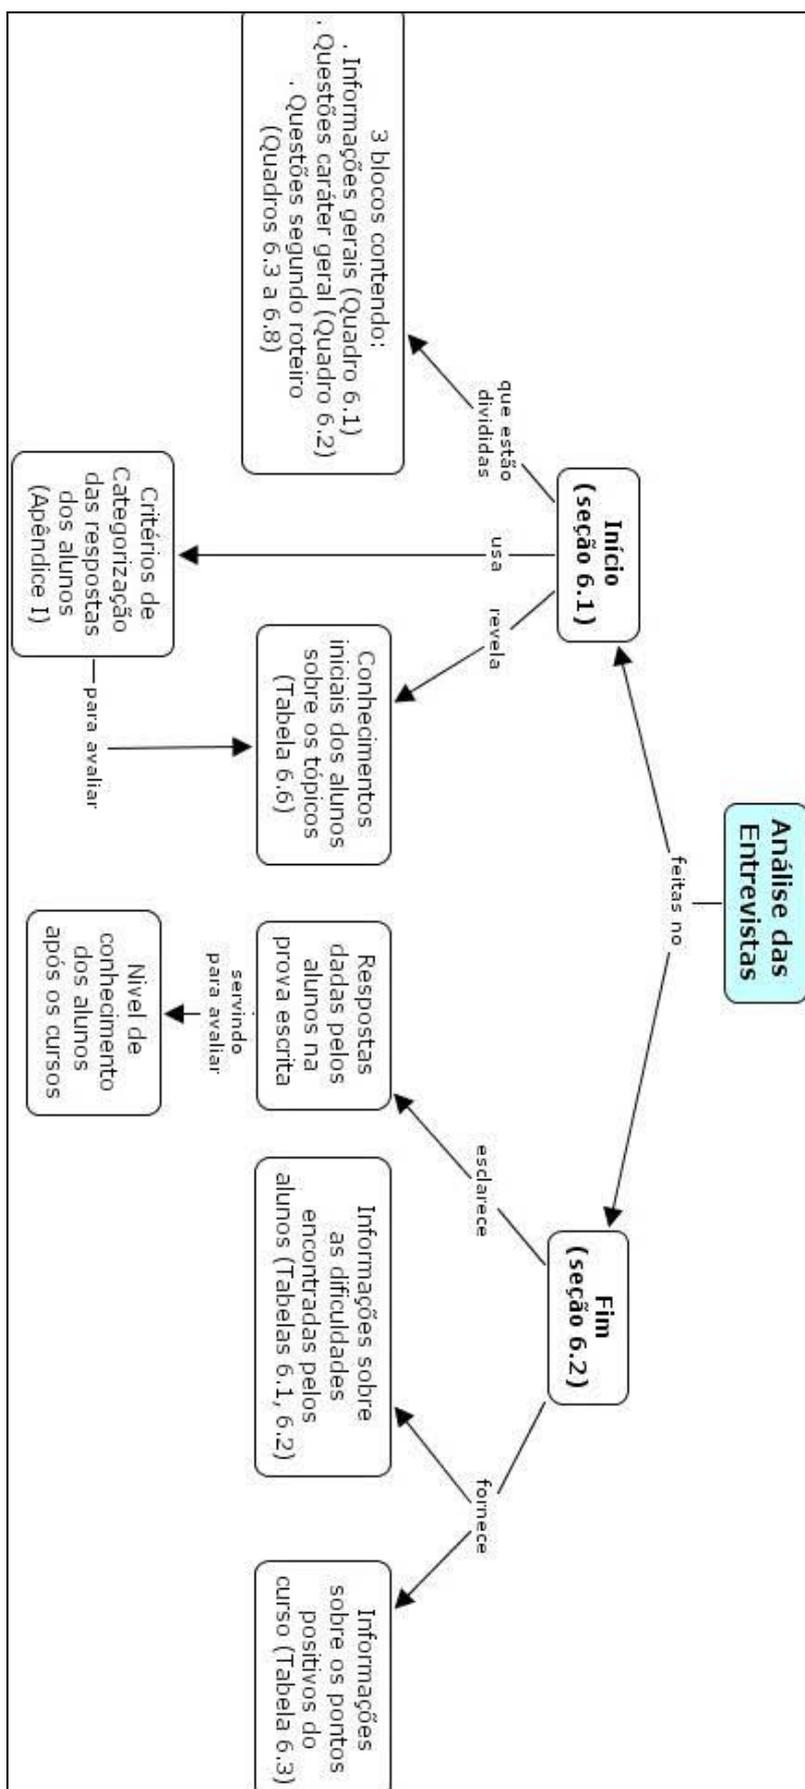 Análise das
Entrevistas
feitas no
Início
(seção 6.1)
Fim
(seção 6.2)
que estão
divididas
usa
revela
esclarece
fornece
3 blocos contendo:
. Informações gerais (Quadro 6.1)
. Questões caráter geral (Quadro 6.2)
. Questões segundo roteiro
(Quadros 6.3 a 6.8)
Critérios de
Categorização
das respostas
dos alunos
(Apêndice I)
para avaliar
Conhecimentos
iniciais dos alunos
sobre os tópicos
(Tabela 6.6)
Respostas
dadas pelos
alunos na
prova escrita
servindo
para avaliar
Nivel de
conhecimento
dos alunos
após os cursos
Informações sobre
as dificuldades
encontradas pelos
alunos (Tabelas 6.1, 6.2)
Informações
sobre os pontos
positivos do
curso (Tabela 6.3)